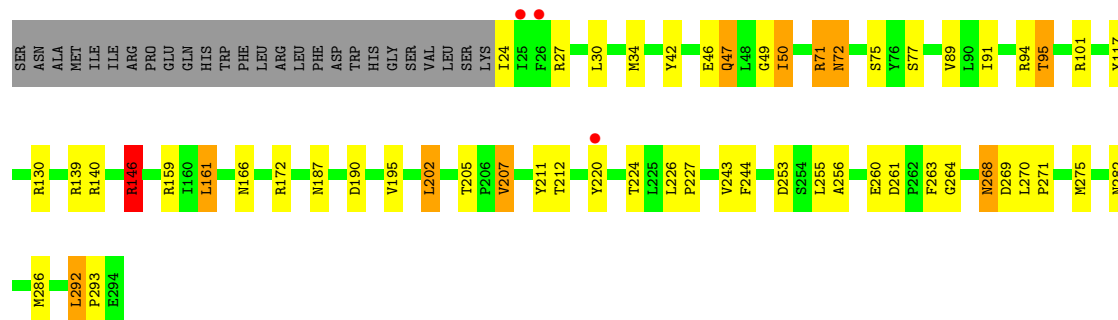 SER ASN ALA MET ILE ILE ARG PRO GLU GLN HIS TRP PHE LEU ARG LEU PHE ASP TRP HIS GLY SER VAL LEU SER LYS I24 I25 F26 R27 L30 M34 Y42 E46 Q47 L48 G49 I50 R71 N72 S75 Y76 S77 V89 L90 I91 R94 T95 R101
R130 R139 R140 R146 R159 I160 L161 N166 R172 N187 D190 V195 L202 T205 P206 V207 Y211 T212 Y220 T224 L225 L226 P227 V243 F244 D253 S254 L255 A256 E260 D261 P262 F263 G264 N268 D269 L270 P271 M275
M286 L292 P293 E294